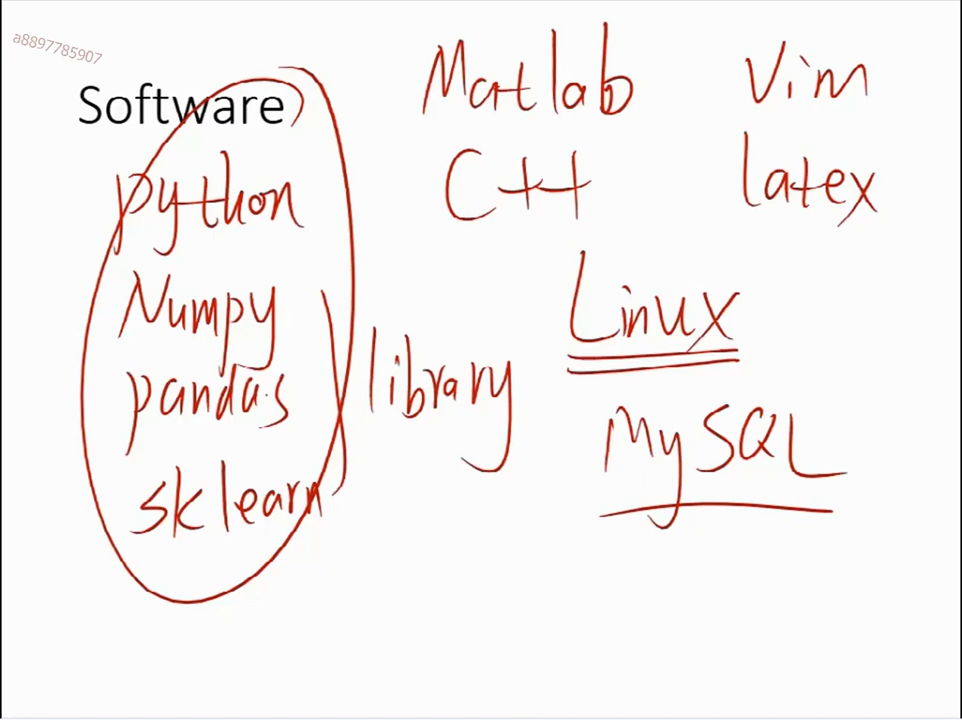 a8897785907
Software
python
Numpy
pandas
sklearn
library
Matlab
C++
Vim
latex
Linux
MySQL